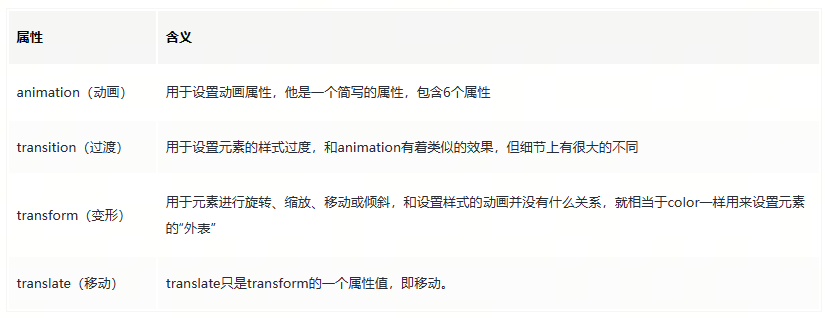 属性 含义
animation（动画） 用于设置动画属性，他是一个简写的属性，包含6个属性
transition（过渡） 用于设置元素的样式过度，和animation有着类似的效果，但细节上有很大的不同
transform（变形） 用于元素进行旋转、缩放、移动或倾斜，和设置样式的动画并没有什么关系，就相当于color一样用来设置元素
的“外表”
translate（移动） translate只是transform的一个属性值，即移动。